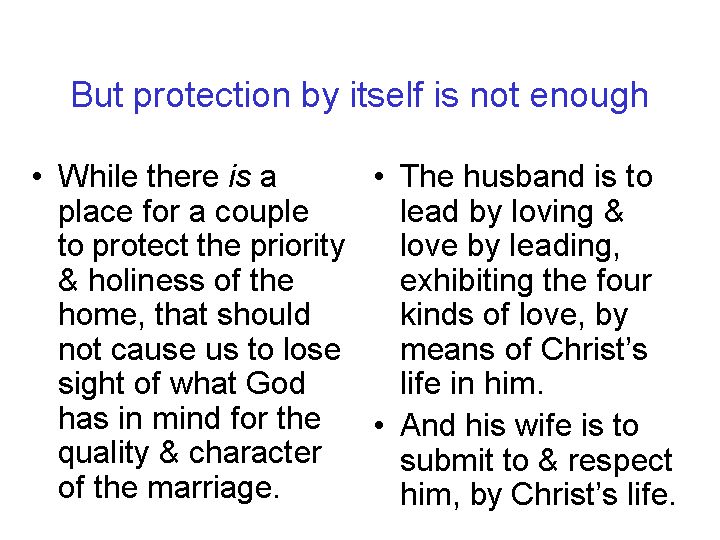 But protection by itself is not enough
• While there is a
place for a couple
to protect the priority
& holiness of the
home, that should
not cause us to lose
sight of what God
has in mind for the
quality & character
of the marriage.
• The husband is to
lead by loving &
love by leading,
exhibiting the four
kinds of love, by
means of Christ’s
life in him.
• And his wife is to
submit to & respect
him, by Christ’s life.